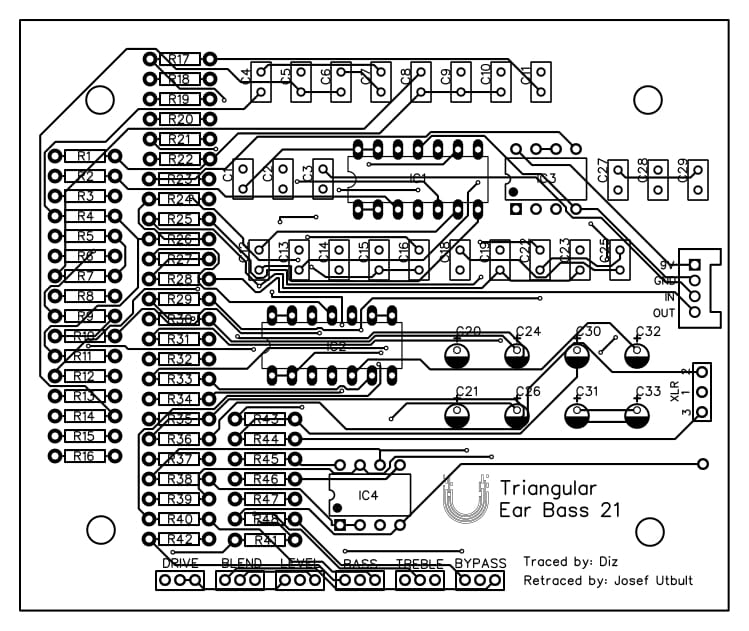 R17
R18
R19
R20
R21
R22
R23
R24
R25
R26
R27
R28
R29
R30
R31
R32
R33
R34
R35
R36
R37
R38
R39
R40
R42
R1
R2
R3
R4
R5
R6
R7
R8
R9
R10
R11
R12
R13
R14
R15
R16
R43
R44
R45
R46
R47
R48
R41
C4 C5 C6 C7 C8 C9 C10 C11
C1 C2 C3 IC1 IC3 C27 C28 C29
C12 C13 C14 C15 C16 C18 C19 C22 C23 C25
9V
GND
IN
OUT
IC2 C20 C24 C30 C32
C21 C26 C31 C33
XLR 2 1 3
IC4
Triangular
Ear Bass 21
DRIVE BLEND LEVEL BASS TREBLE BYPASS
Traced by: Diz
Retraced by: Josef Utbult